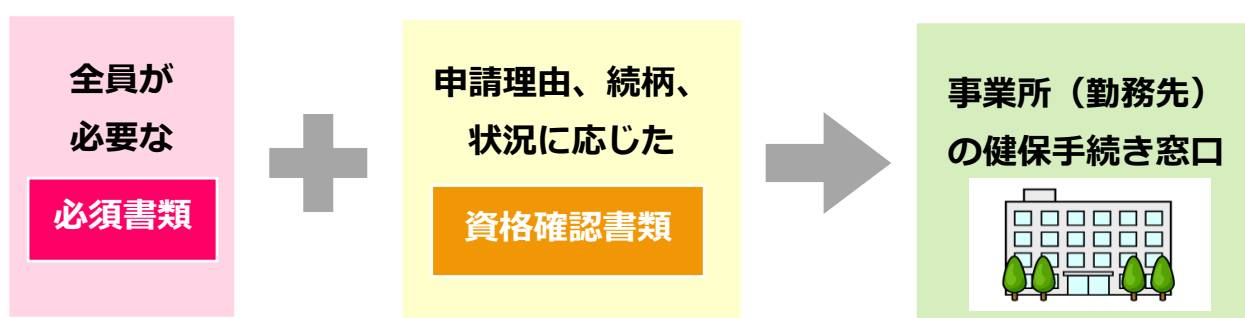 全員が
必要な
必須書類
申請理由、続柄、
状況に応じた
資格確認書類
事業所（勤務先）
の健保手続き窓口